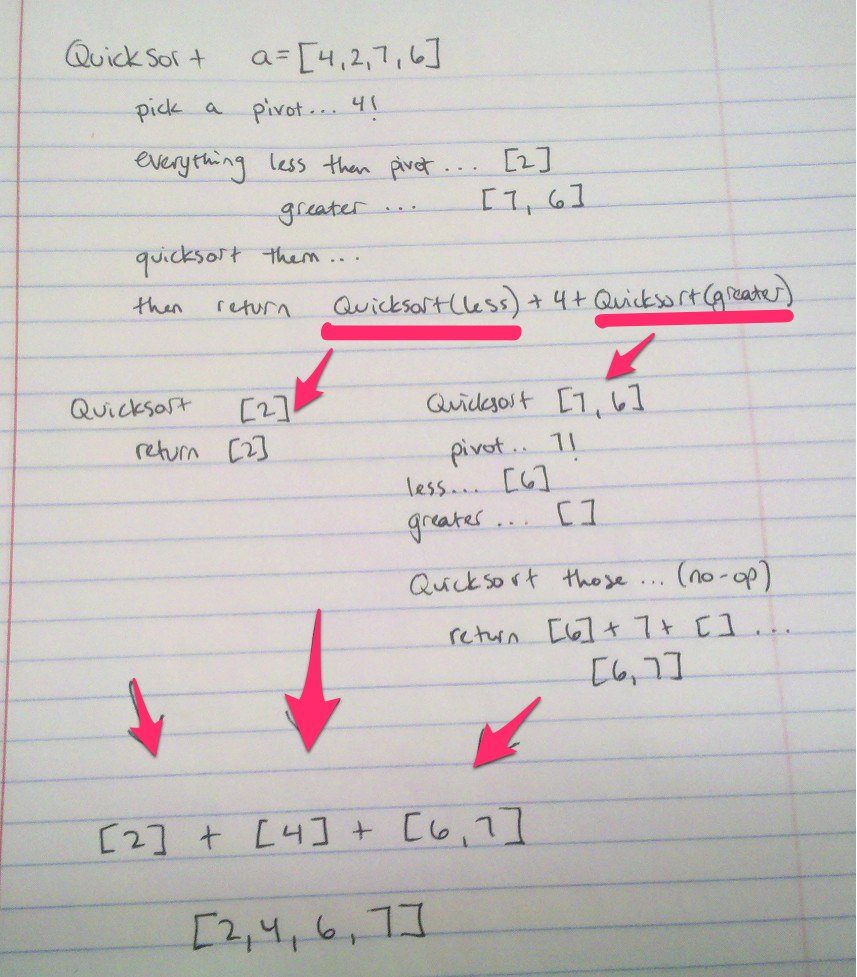 Quicksort a=[4,2,7,6]
pick a pivot... 4!
everything less then pivot... [2]
greater ... [7, 6]
quicksort them...
then return Quicksort(less) + 4 + Quicksort(greater)
Quicksort [2]
return [2]
Quicksort [7,6]
pivot.. 7!
less... [6]
greater ... []
Quicksort those ... (no-op)
return [6] + 7 + [] ...
[6,7]
[2] + [4] + [6,7]
[2,4,6,7]